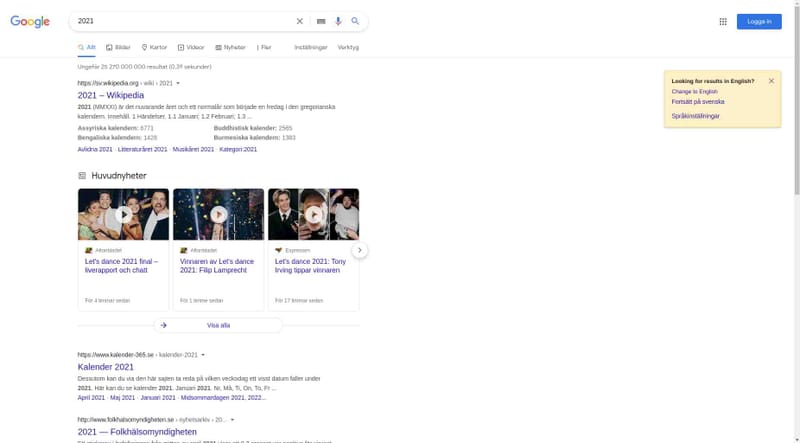 Google
2021
Logga in
Allt
Bilder
Kartor
Videor
Nyheter
Fler
Inställningar
Verktyg
Ungefär 25 270 000 000 resultat (0,39 sekunder)
Looking for results in English?
Change to English
Fortsätt på svenska
Språkinställningar
https://sv.wikipedia.org › wiki › 2021
2021 – Wikipedia
2021 (MMXXI) är det nuvarande året och ett normalår som började en fredag i den gregorianska
kalendern. Innehåll. 1 Händelser. 1.1 Januari; 1.2 Februari; 1.3 ...
Assyriska kalendern: 6771
Buddhistisk kalender: 2565
Bengaliska kalendern: 1428
Burmesiska kalendern: 1383
Avlidna 2021 · Litteraturåret 2021 · Musikåret 2021 · Kategori:2021
Huvudnyheter
Aftonbladet
Let's dance 2021 final –
liverapport och chatt
För 4 timmar sedan
Aftonbladet
Vinnaren av Let's dance
2021: Filip Lamprecht
För 1 timme sedan
Expressen
Let's dance 2021: Tony
Irving tippar vinnaren
För 17 timmar sedan
Visa alla
https://www.kalender-365.se › kalender-2021
Kalender 2021
Dessutom kan du via den här sajten ta reda på vilken veckodag ett visst datum faller under
2021. Här kan du se kalender 2021. Januari 2021. Nr, Må, Ti, On, To, Fr ...
April 2021 · Maj 2021 · Januari 2021 · Midsommardagen 2021, 2022...
http://www.folkhalsomyndigheten.se › nyhetsarkiv › 20...
2021 — Folkhälsomyndigheten